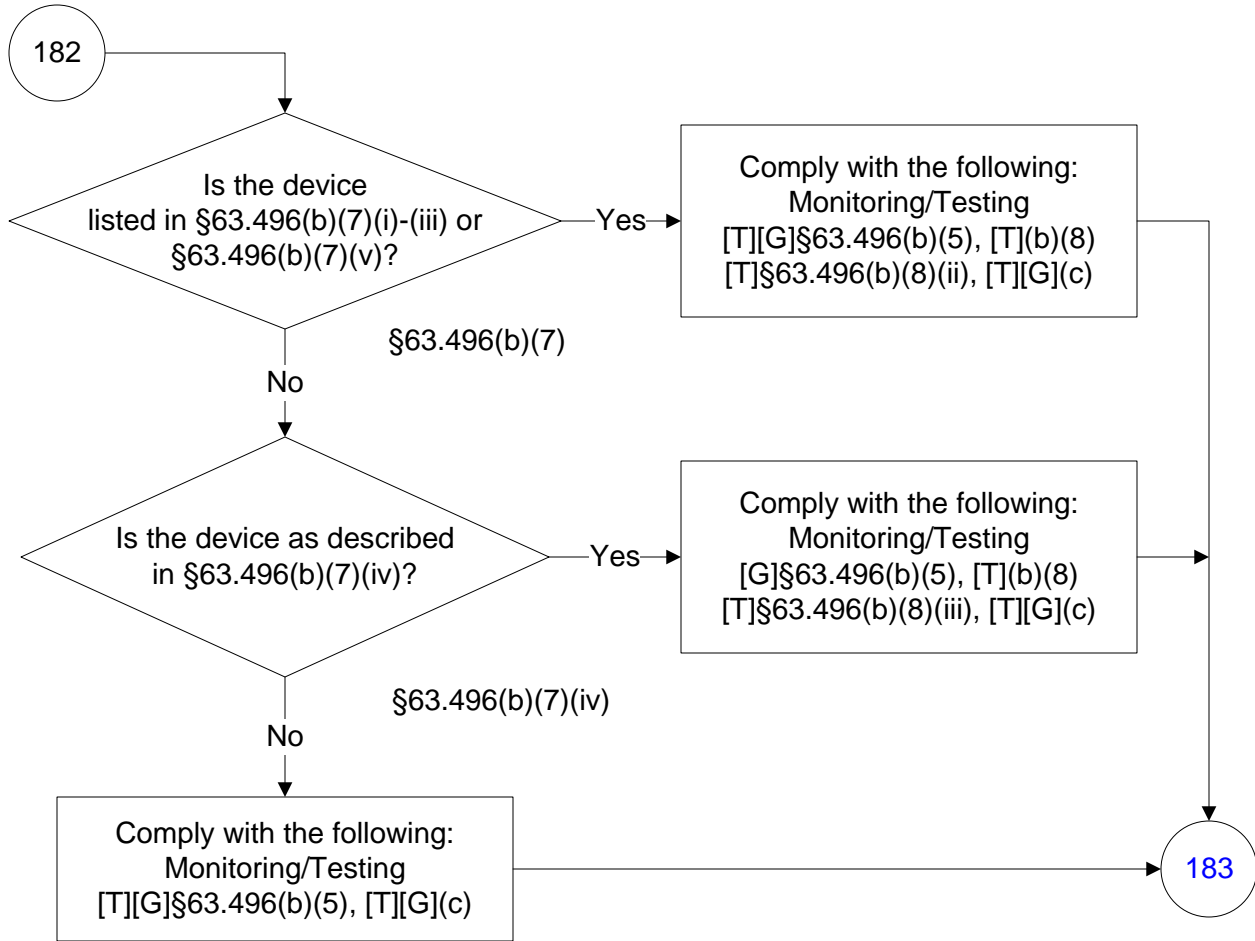 182
Is the device
listed in §63.496(b)(7)(i)-(iii) or
§63.496(b)(7)(v)?
Yes
Comply with the following:
Monitoring/Testing
[T][G]§63.496(b)(5), [T](b)(8)
[T]§63.496(b)(8)(ii), [T][G](c)
§63.496(b)(7)
No
Is the device as described
in §63.496(b)(7)(iv)?
Yes
Comply with the following:
Monitoring/Testing
[G]§63.496(b)(5), [T](b)(8)
[T]§63.496(b)(8)(iii), [T][G](c)
§63.496(b)(7)(iv)
No
Comply with the following:
Monitoring/Testing
[T][G]§63.496(b)(5), [T][G](c)
183